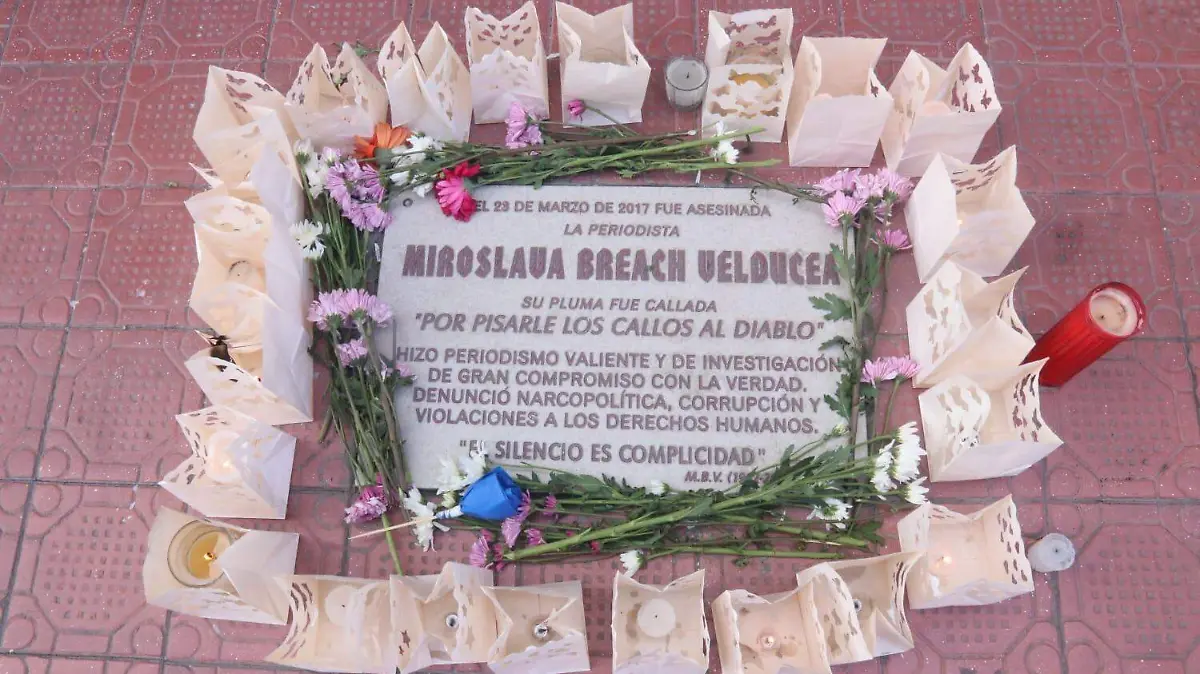 EL 23 DE MARZO DE 2017 FUE ASESINADA
LA PERIODISTA
MIROSLAVA BREACH VELDUCEA
SU PLUMA FUE CALLADA
"POR PISARLE LOS CALLOS AL DIABLO"
HIZO PERIODISMO VALIENTE Y DE INVESTIGACIÓN
DE GRAN COMPROMISO CON LA VERDAD.
DENUNCIÓ NARCOPOLÍTICA, CORRUPCIÓN Y
VIOLACIONES A LOS DERECHOS HUMANOS.
"EL SILENCIO ES COMPLICIDAD"
M.B.V.